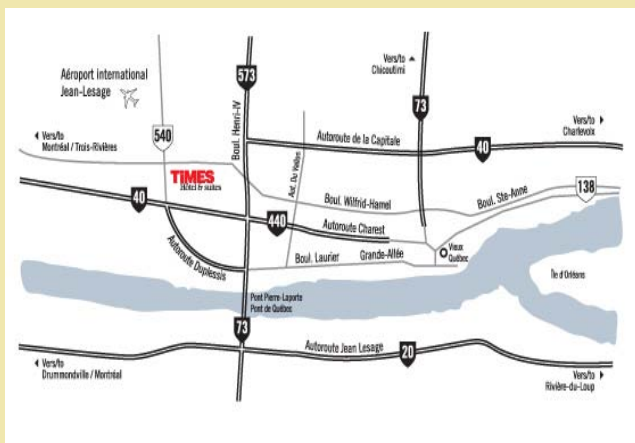 Aéroport international
Jean-Lesage
573
Vers/to
Chicoutimi
73
Vers/to
Charlevoix
540
Boul. Henri-IV
Vers/to
Montréal / Trois-Rivières
Autoroute de la Capitale
40
TIMES
Hôtel & suites
Aut. Du Vallon
138
Boul. Ste-Anne
Boul. Wilfrid-Hamel
40
440
Autoroute Charest
Vieux
Québec
Autoroute Duplessis
Boul. Laurier
Grande-Allée
Île d'Orléans
Pont Pierre-Laporte
Pont de Québec
73
Autoroute Jean Lesage
20
Vers/to
Drummondville / Montréal
Vers/to
Rivière-du-Loup